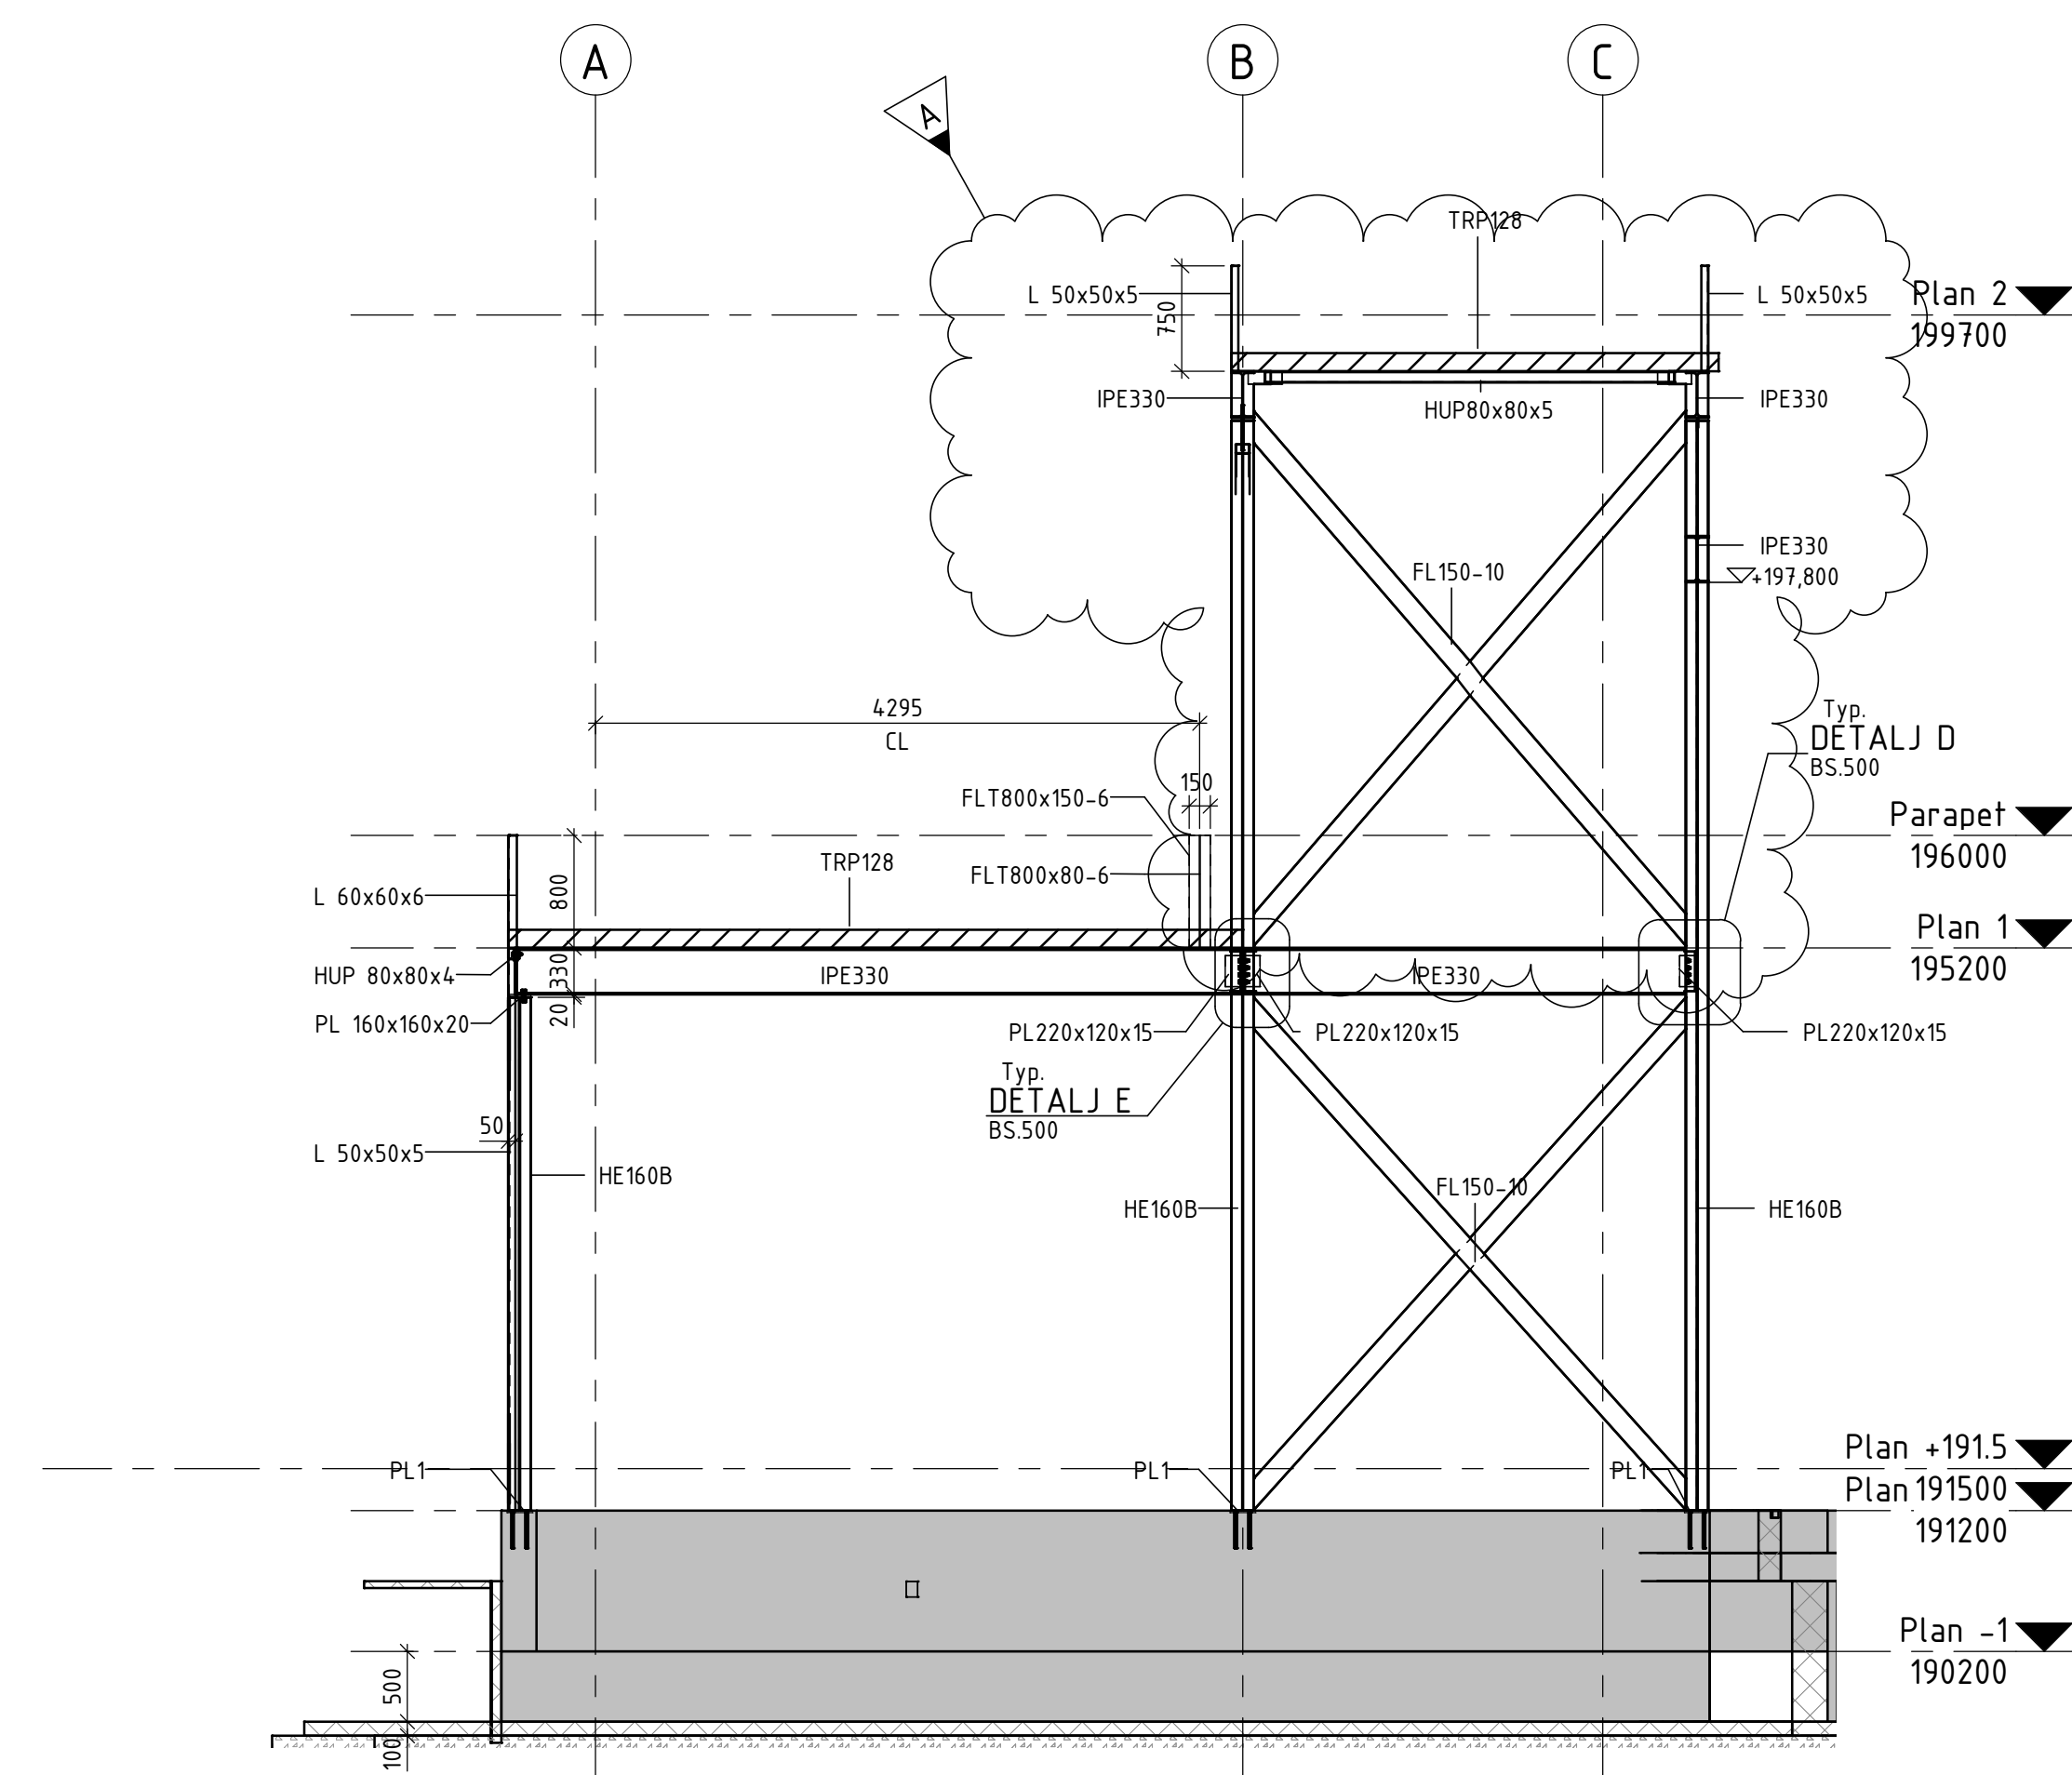 A
B
C
A
TRP128
L 50x50x5
750
L 50x50x5
Plan 2
199700
IPE330
HUP80x80x5
IPE330
IPE330
FL150-10
+197,800
4295
CL
Typ.
DETALJ D
BS.500
150
FLT800x150-6
Parapet
196000
TRP128
FLT800x80-6
L 60x60x6
800
Plan 1
195200
HUP 80x80x4
330
IPE330
IPE330
PL 160x160x20
20
PL220x120x15
PL220x120x15
PL220x120x15
Typ.
DETALJ E
BS.500
50
L 50x50x5
HE160B
FL150-10
HE160B
HE160B
PL1
PL1
PL1
Plan +191.5
191500
Plan
191200
Plan -1
190200
500
100